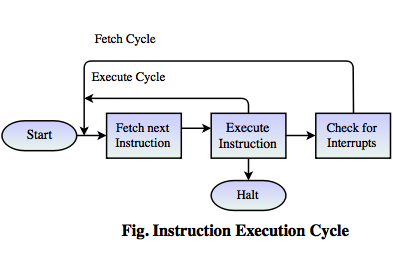 Fetch Cycle
Execute Cycle
Start
Fetch next
Instruction
Execute
Instruction
Check for
Interrupts
Halt
Fig. Instruction Execution Cycle